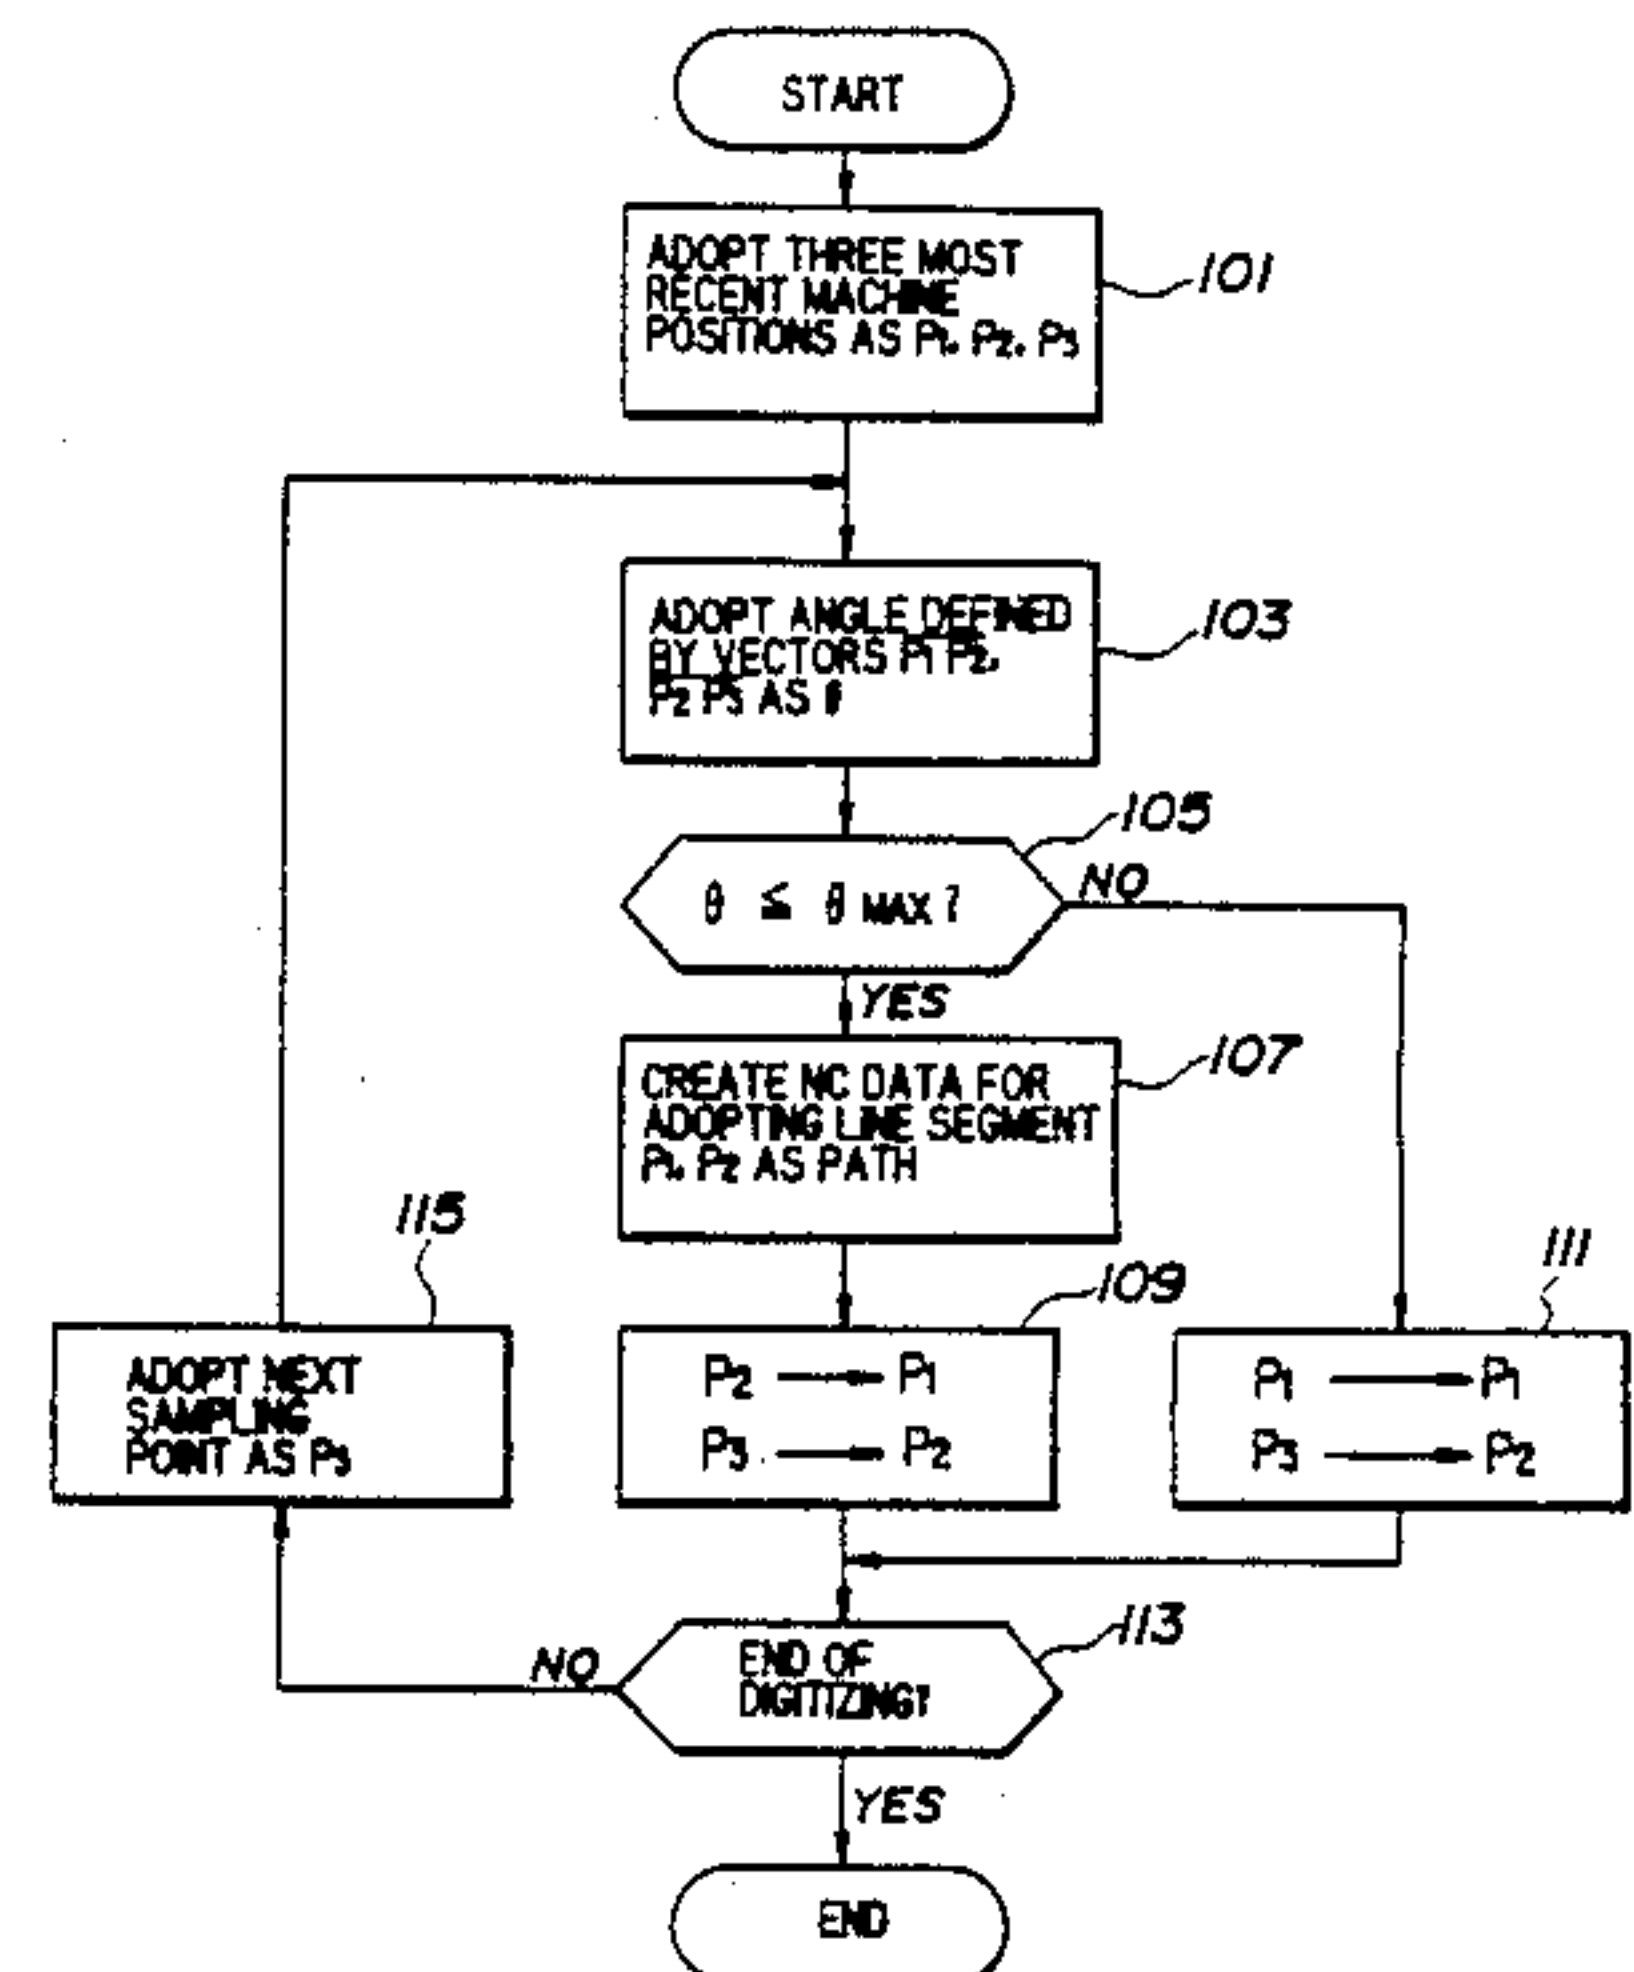 START
ADOPT THREE MOST
RECENT MACHINE
POSITIONS AS P1. P2. P3
101
ADOPT ANGLE DEFINED
BY VECTORS P1 P2,
P2 P3 AS θ
103
105
θ ≦ θ MAX ?
NO
YES
CREATE NC DATA FOR
ADOPTING LINE SEGMENT
P1, P2 AS PATH
107
115
109
111
ADOPT NEXT
SAMPLING
POINT AS P3
P2 → P1
P3 → P2
P1 → P1
P3 → P2
113
NO
END OF
DIGITIZING?
YES
END